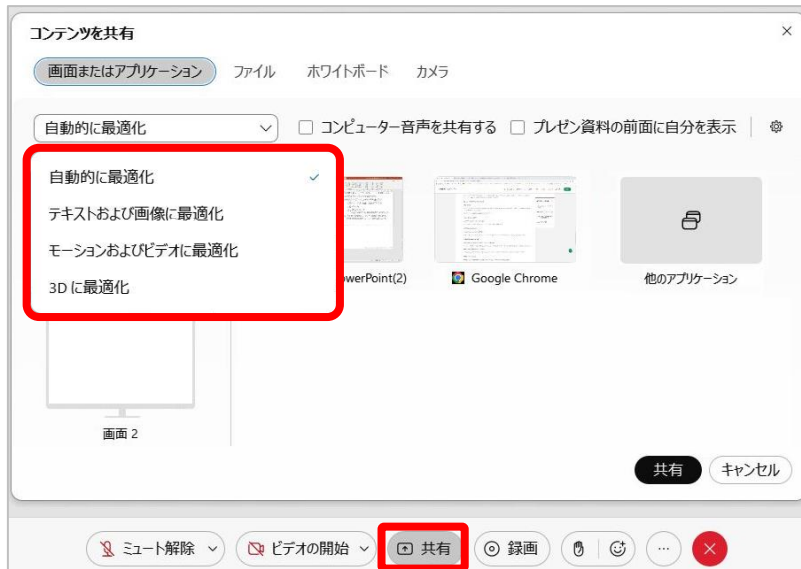 コンテンツを共有
画面またはアプリケーション ファイル ホワイトボード カメラ
自動的に最適化 コンピューター音声を共有する プレゼン資料の前面に自分を表示
自動的に最適化
テキストおよび画像に最適化
モーションおよびビデオに最適化
3D に最適化
werPoint(2) Google Chrome 他のアプリケーション
画面 2
共有 キャンセル
ミュート解除 ビデオの開始 共有 録画